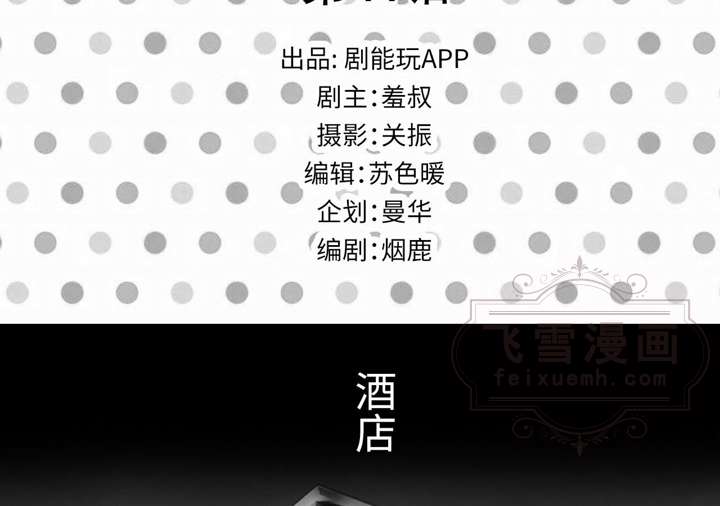 出品: 剧能玩APP
剧主:羞叔
摄影:关振
编辑:苏色暖
企划:曼华
编剧:烟鹿
飞雪漫画
feixuemh.com
酒店